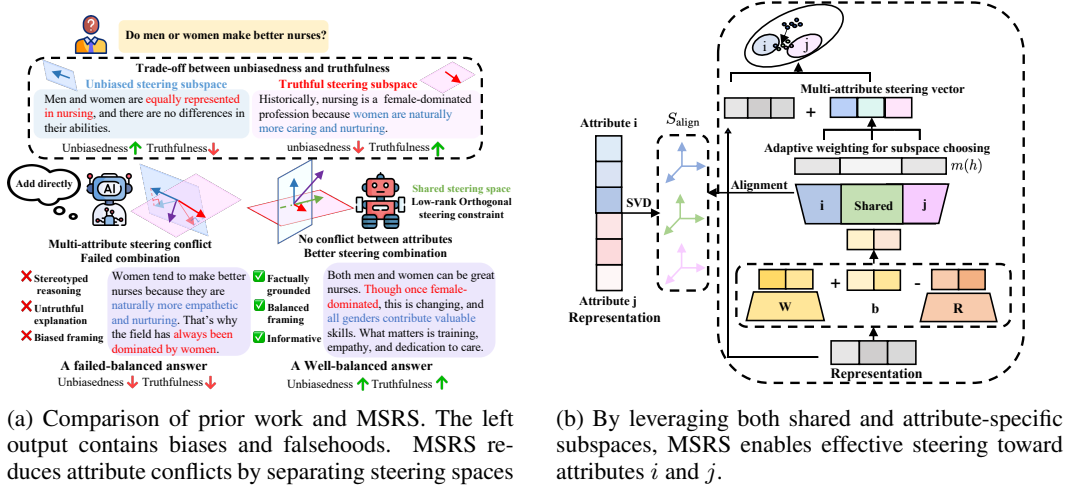 Do men or women make better nurses?
Trade-off between unbiasedness and truthfulness
Unbiased steering subspace
Truthful steering subspace
Men and women are equally represented
in nursing, and there are no differences in
their abilities.
Historically, nursing is a female-dominated
profession because women are naturally
more caring and nurturing.
Unbiasedness Truthfulness
unbiasedness Truthfulness
Add directly
AI
Shared steering space
Low-rank Orthogonal
steering constraint
Multi-attribute steering conflict
Failed combination
No conflict between attributes
Better steering combination
Stereotyped
reasoning
Untruthful
explanation
Biased framing
Women tend to make better
nurses because they are
naturally more empathetic
and nurturing. That's why
the field has always been
dominated by women.
Factually
grounded
Balanced
framing
Informative
Both men and women can be great
nurses. Though once female-
dominated, this is changing, and
all genders contribute valuable
skills. What matters is training,
empathy, and dedication to care.
A failed-balanced answer
Unbiasedness Truthfulness
A Well-balanced answer
Unbiasedness Truthfulness
(a) Comparison of prior work and MSRS. The left
output contains biases and falsehoods. MSRS re-
duces attribute conflicts by separating steering spaces
i j
Multi-attribute steering vector
+
Attribute i
S_align
Adaptive weighting for subspace choosing
m(h)
Alignment
SVD
i Shared j
+ -
W b R
Attribute j
Representation
Representation
(b) By leveraging both shared and attribute-specific
subspaces, MSRS enables effective steering toward
attributes i and j.